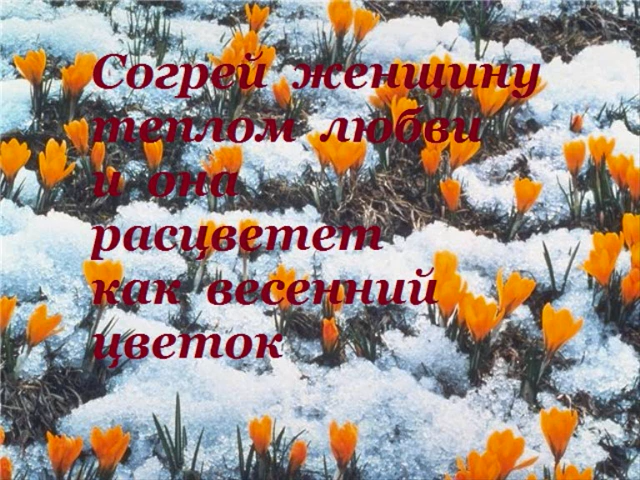 Согрей женщину
теплом любви
и она
расцветет
как весенний
цветок